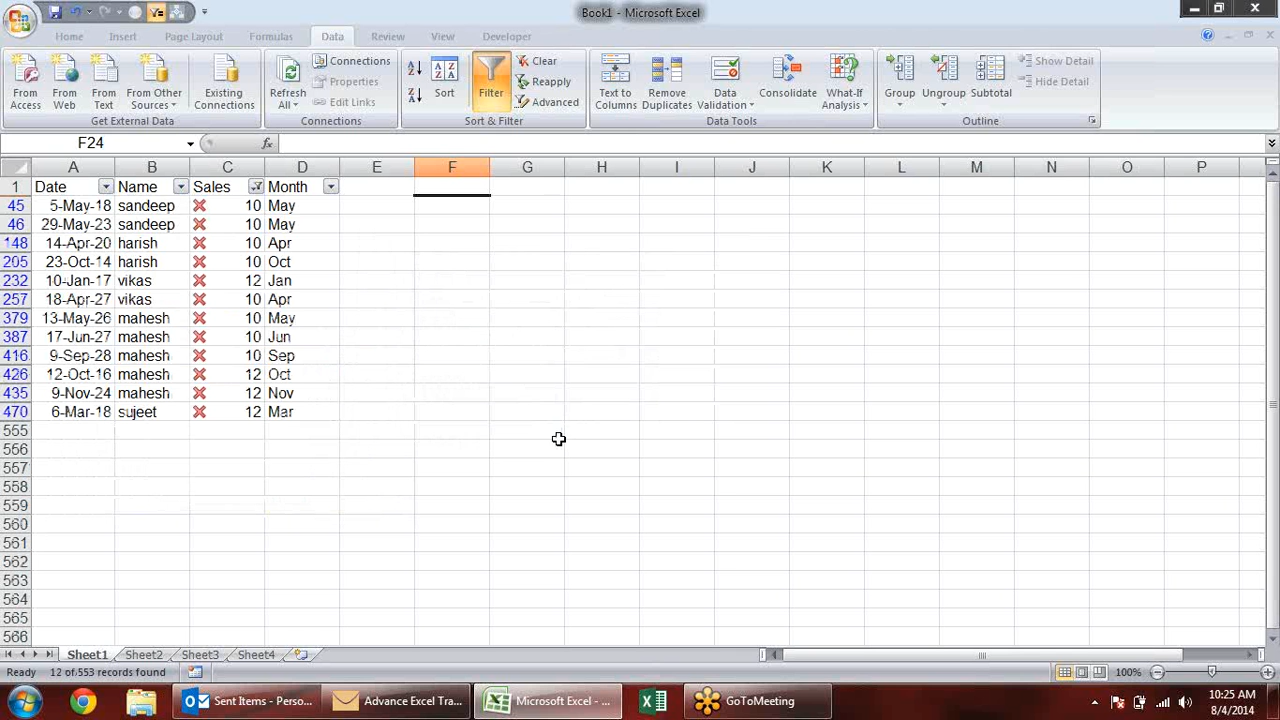 Book1 - Microsoft Excel
Home Insert Page Layout Formulas Data Review View Developer
From Access
From Web
From Text
From Other Sources
Existing Connections
Get External Data
Refresh All
Connections
Properties
Edit Links
Connections
Sort
Filter
Clear
Reapply
Advanced
Sort & Filter
Text to Columns
Remove Duplicates
Data Validation
Consolidate
What-If Analysis
Data Tools
Group
Ungroup
Subtotal
Show Detail
Hide Detail
Outline
F24 fx
A B C D E F G H I J K L M N O P
1 Date Name Sales Month
45 5-May-18 sandeep 10 May
46 29-May-23 sandeep 10 May
148 14-Apr-20 harish 10 Apr
205 23-Oct-14 harish 10 Oct
232 10-Jan-17 vikas 12 Jan
257 18-Apr-27 vikas 10 Apr
379 13-May-26 mahesh 10 May
387 17-Jun-27 mahesh 10 Jun
416 9-Sep-28 mahesh 10 Sep
426 12-Oct-16 mahesh 12 Oct
435 9-Nov-24 mahesh 12 Nov
470 6-Mar-18 sujeet 12 Mar
555
566
557
558
559
560
561
562
563
564
565
566
Sheet1 Sheet2 Sheet3 Sheet4
Ready 12 of 553 records found 100%
Sent Items - Perso...
Advance Excel Tra...
Microsoft Excel - ...
GoToMeeting
10:25 AM
8/4/2014